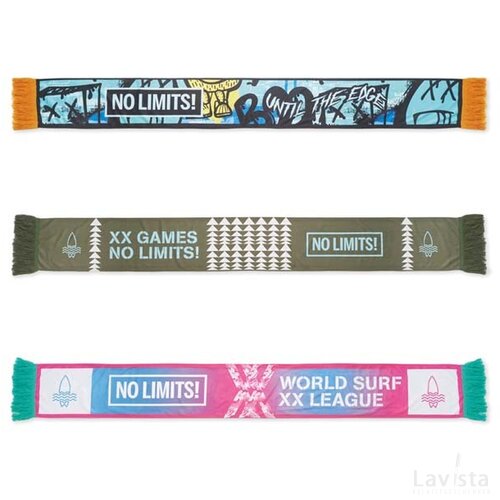 NO LIMITS!
UNTIL THE EDGE
XX GAMES
NO LIMITS!
NO LIMITS!
NO LIMITS!
WORLD SURF
XX LEAGUE
Lavista